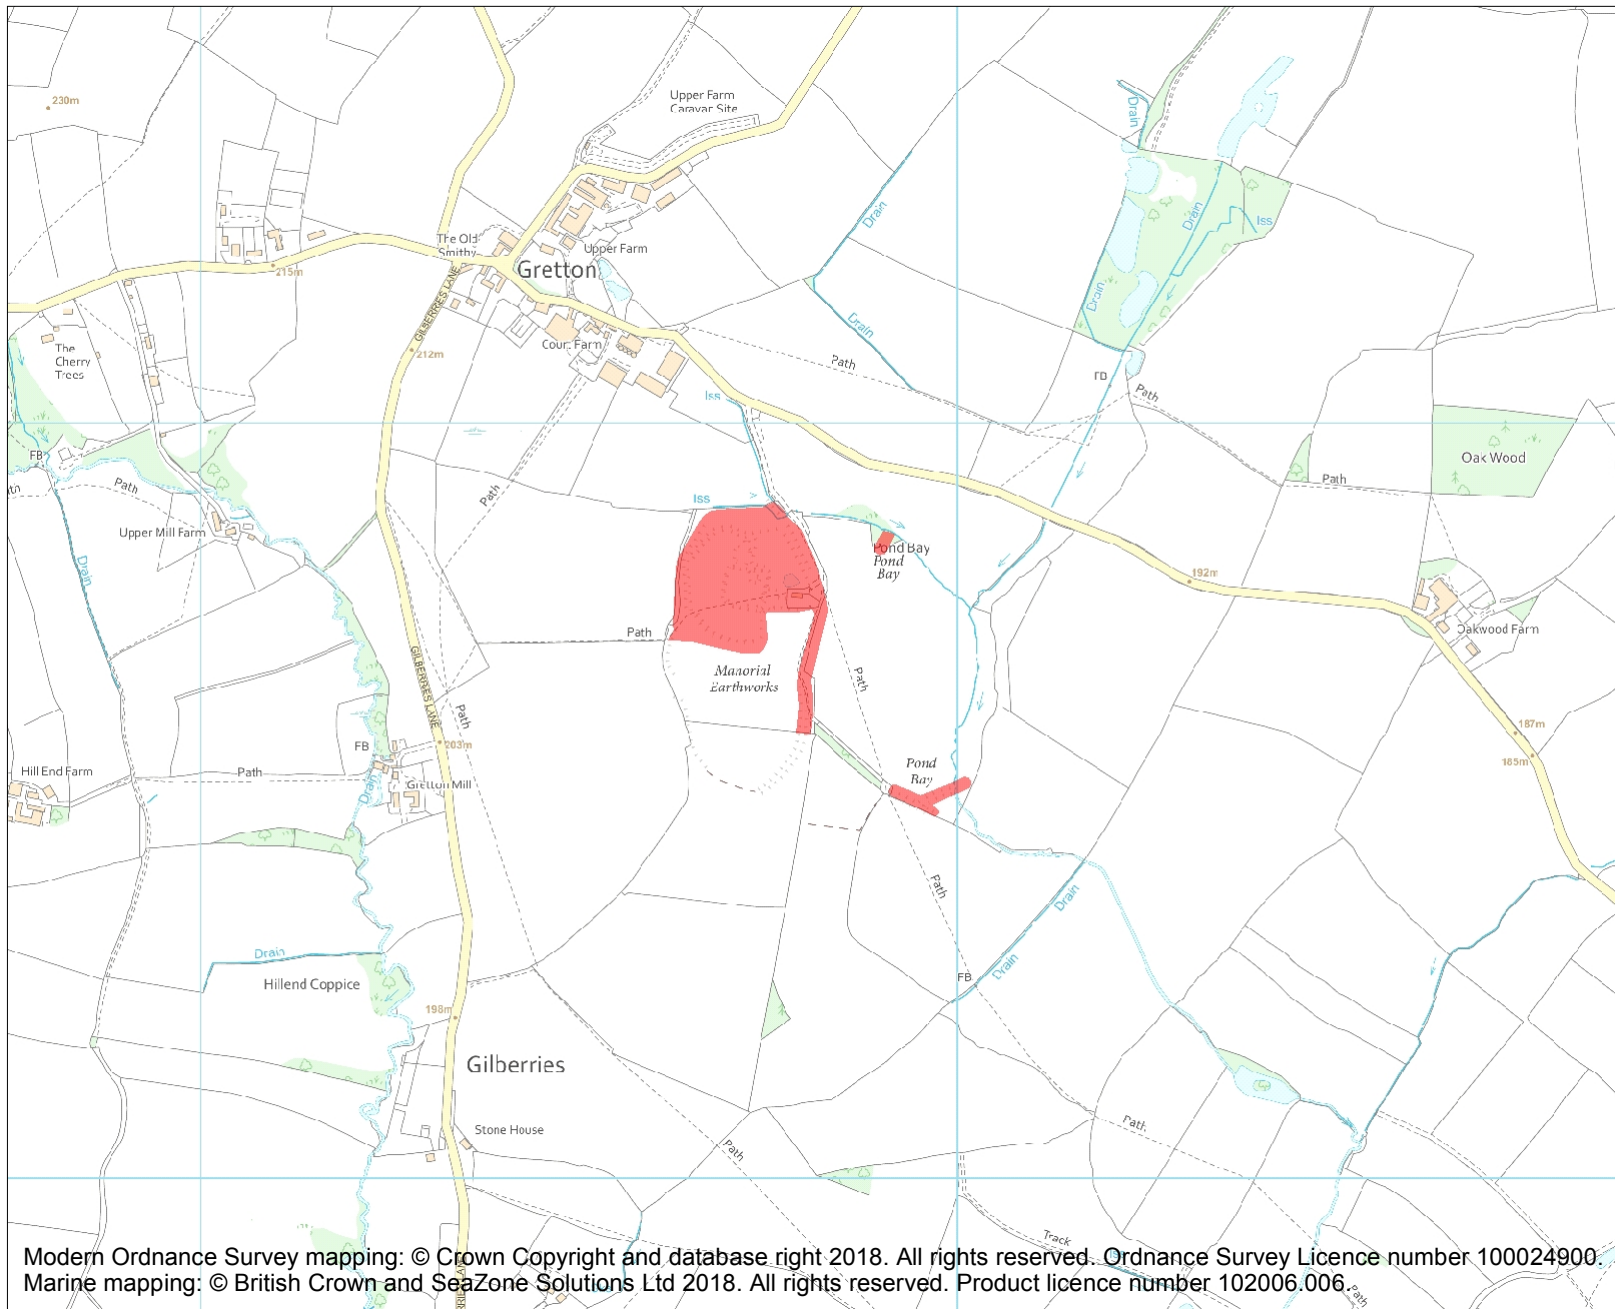 230m
Upper Farm
Caravan Site
Drain
Drain
Drain
Iss
The Old
Smithy
Upper Farm
Gretton
215m
GILBERRIES LANE
Drain
Drain
212m
Court Farm
The
Cherry
Trees
Path
Path
Iss
FB
Path
Oak Wood
Path
Path
Iss
Upper Mill Farm
Pond Bay
Pond
Bay
Drain
192m
Path
Oakwood Farm
Manorial
Earthworks
Path
GILBERRIES LANE
Path
187m
FB
203m
185m
Hill End Farm
Path
Drain
Gretton Mill
Pond
Bay
Path
Drain
Drain
FB
Drain
Hillend Coppice
198m
Gilberries
Stone House
Path
Path
Track
Iss
Path
Modern Ordnance Survey mapping: © Crown Copyright and database right 2018. All rights reserved. Ordnance Survey Licence number 100024900.
Marine mapping: © British Crown and SeaZone Solutions Ltd 2018. All rights reserved. Product licence number 102006.006.